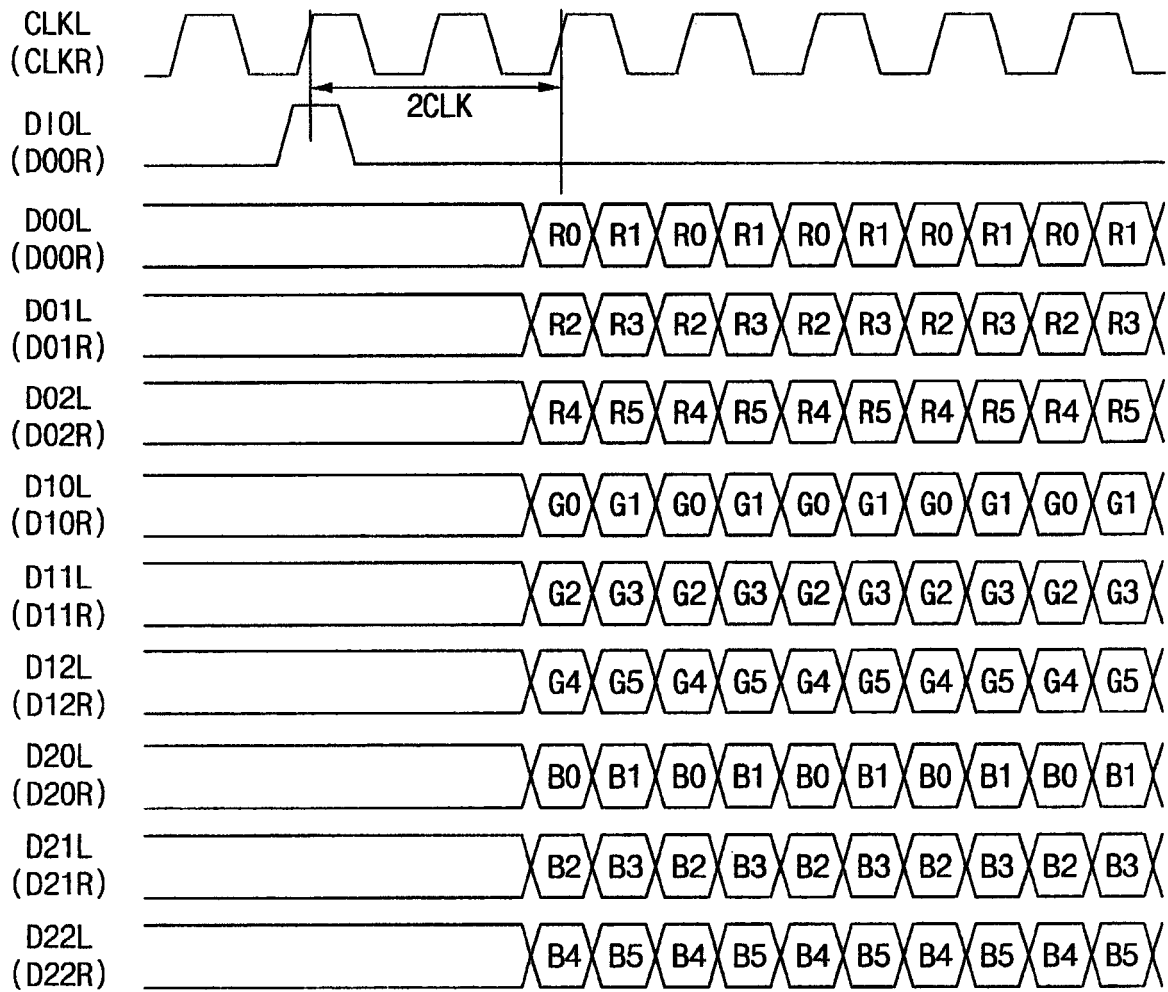 CLKL
(CLKR)
2CLK
DIOL
(DOOR)
D00L
(D00R)
R0 R1 R0 R1 R0 R1 R0 R1 R0 R1
D01L
(D01R)
R2 R3 R2 R3 R2 R3 R2 R3 R2 R3
D02L
(D02R)
R4 R5 R4 R5 R4 R5 R4 R5 R4 R5
D10L
(D10R)
G0 G1 G0 G1 G0 G1 G0 G1 G0 G1
D11L
(D11R)
G2 G3 G2 G3 G2 G3 G2 G3 G2 G3
D12L
(D12R)
G4 G5 G4 G5 G4 G5 G4 G5 G4 G5
D20L
(D20R)
B0 B1 B0 B1 B0 B1 B0 B1 B0 B1
D21L
(D21R)
B2 B3 B2 B3 B2 B3 B2 B3 B2 B3
D22L
(D22R)
B4 B5 B4 B5 B4 B5 B4 B5 B4 B5